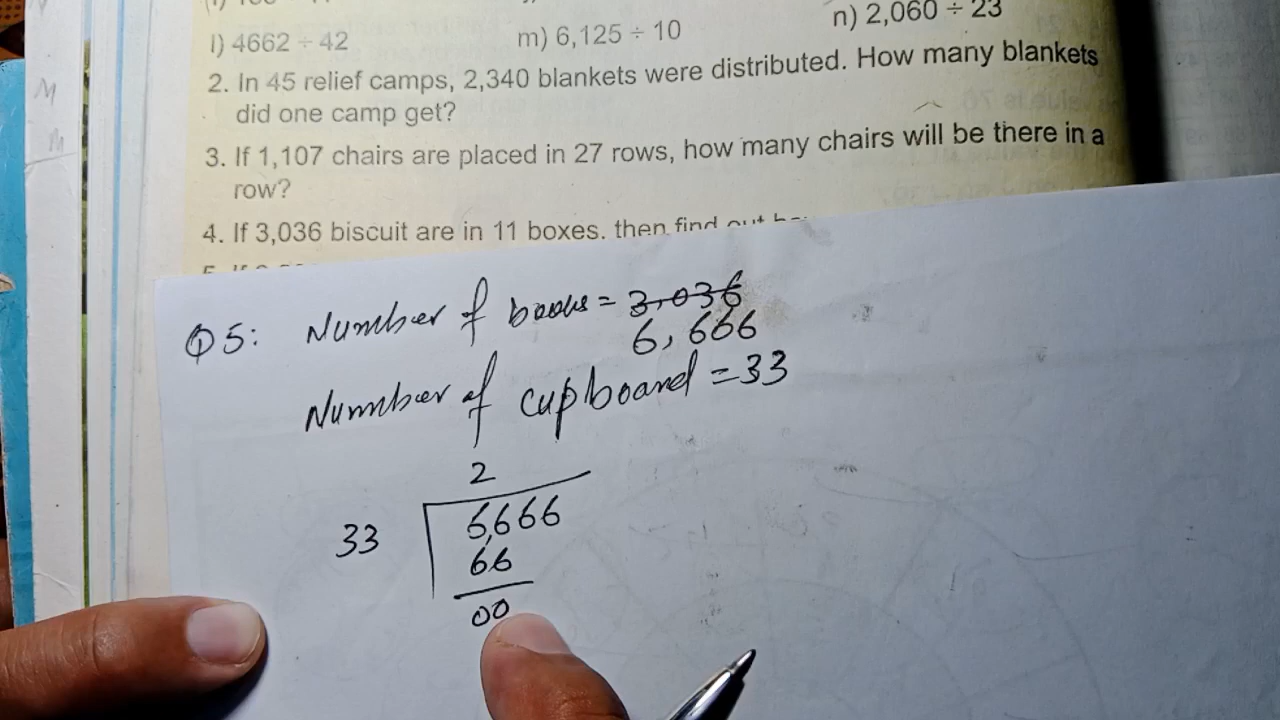 l) 4662 ÷ 42
m) 6,125 ÷ 10
n) 2,060 ÷ 23
2. In 45 relief camps, 2,340 blankets were distributed. How many blankets
did one camp get?
3. If 1,107 chairs are placed in 27 rows, how many chairs will be there in a
row?
4. If 3,036 biscuit are in 11 boxes. then find out
Q5: Number of books = 3,036
6,666
Number of cupboard = 33
2
33
6,666
66
00